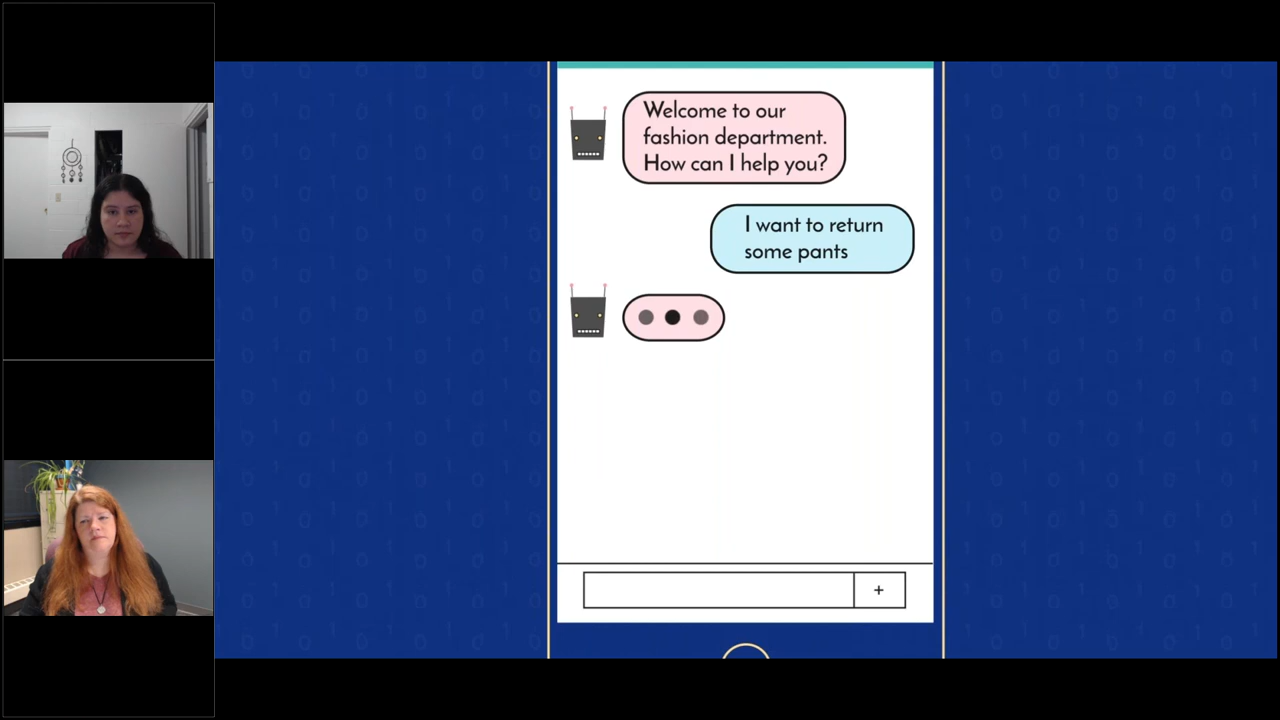 Welcome to our
fashion department.
How can I help you?
I want to return
some pants
+